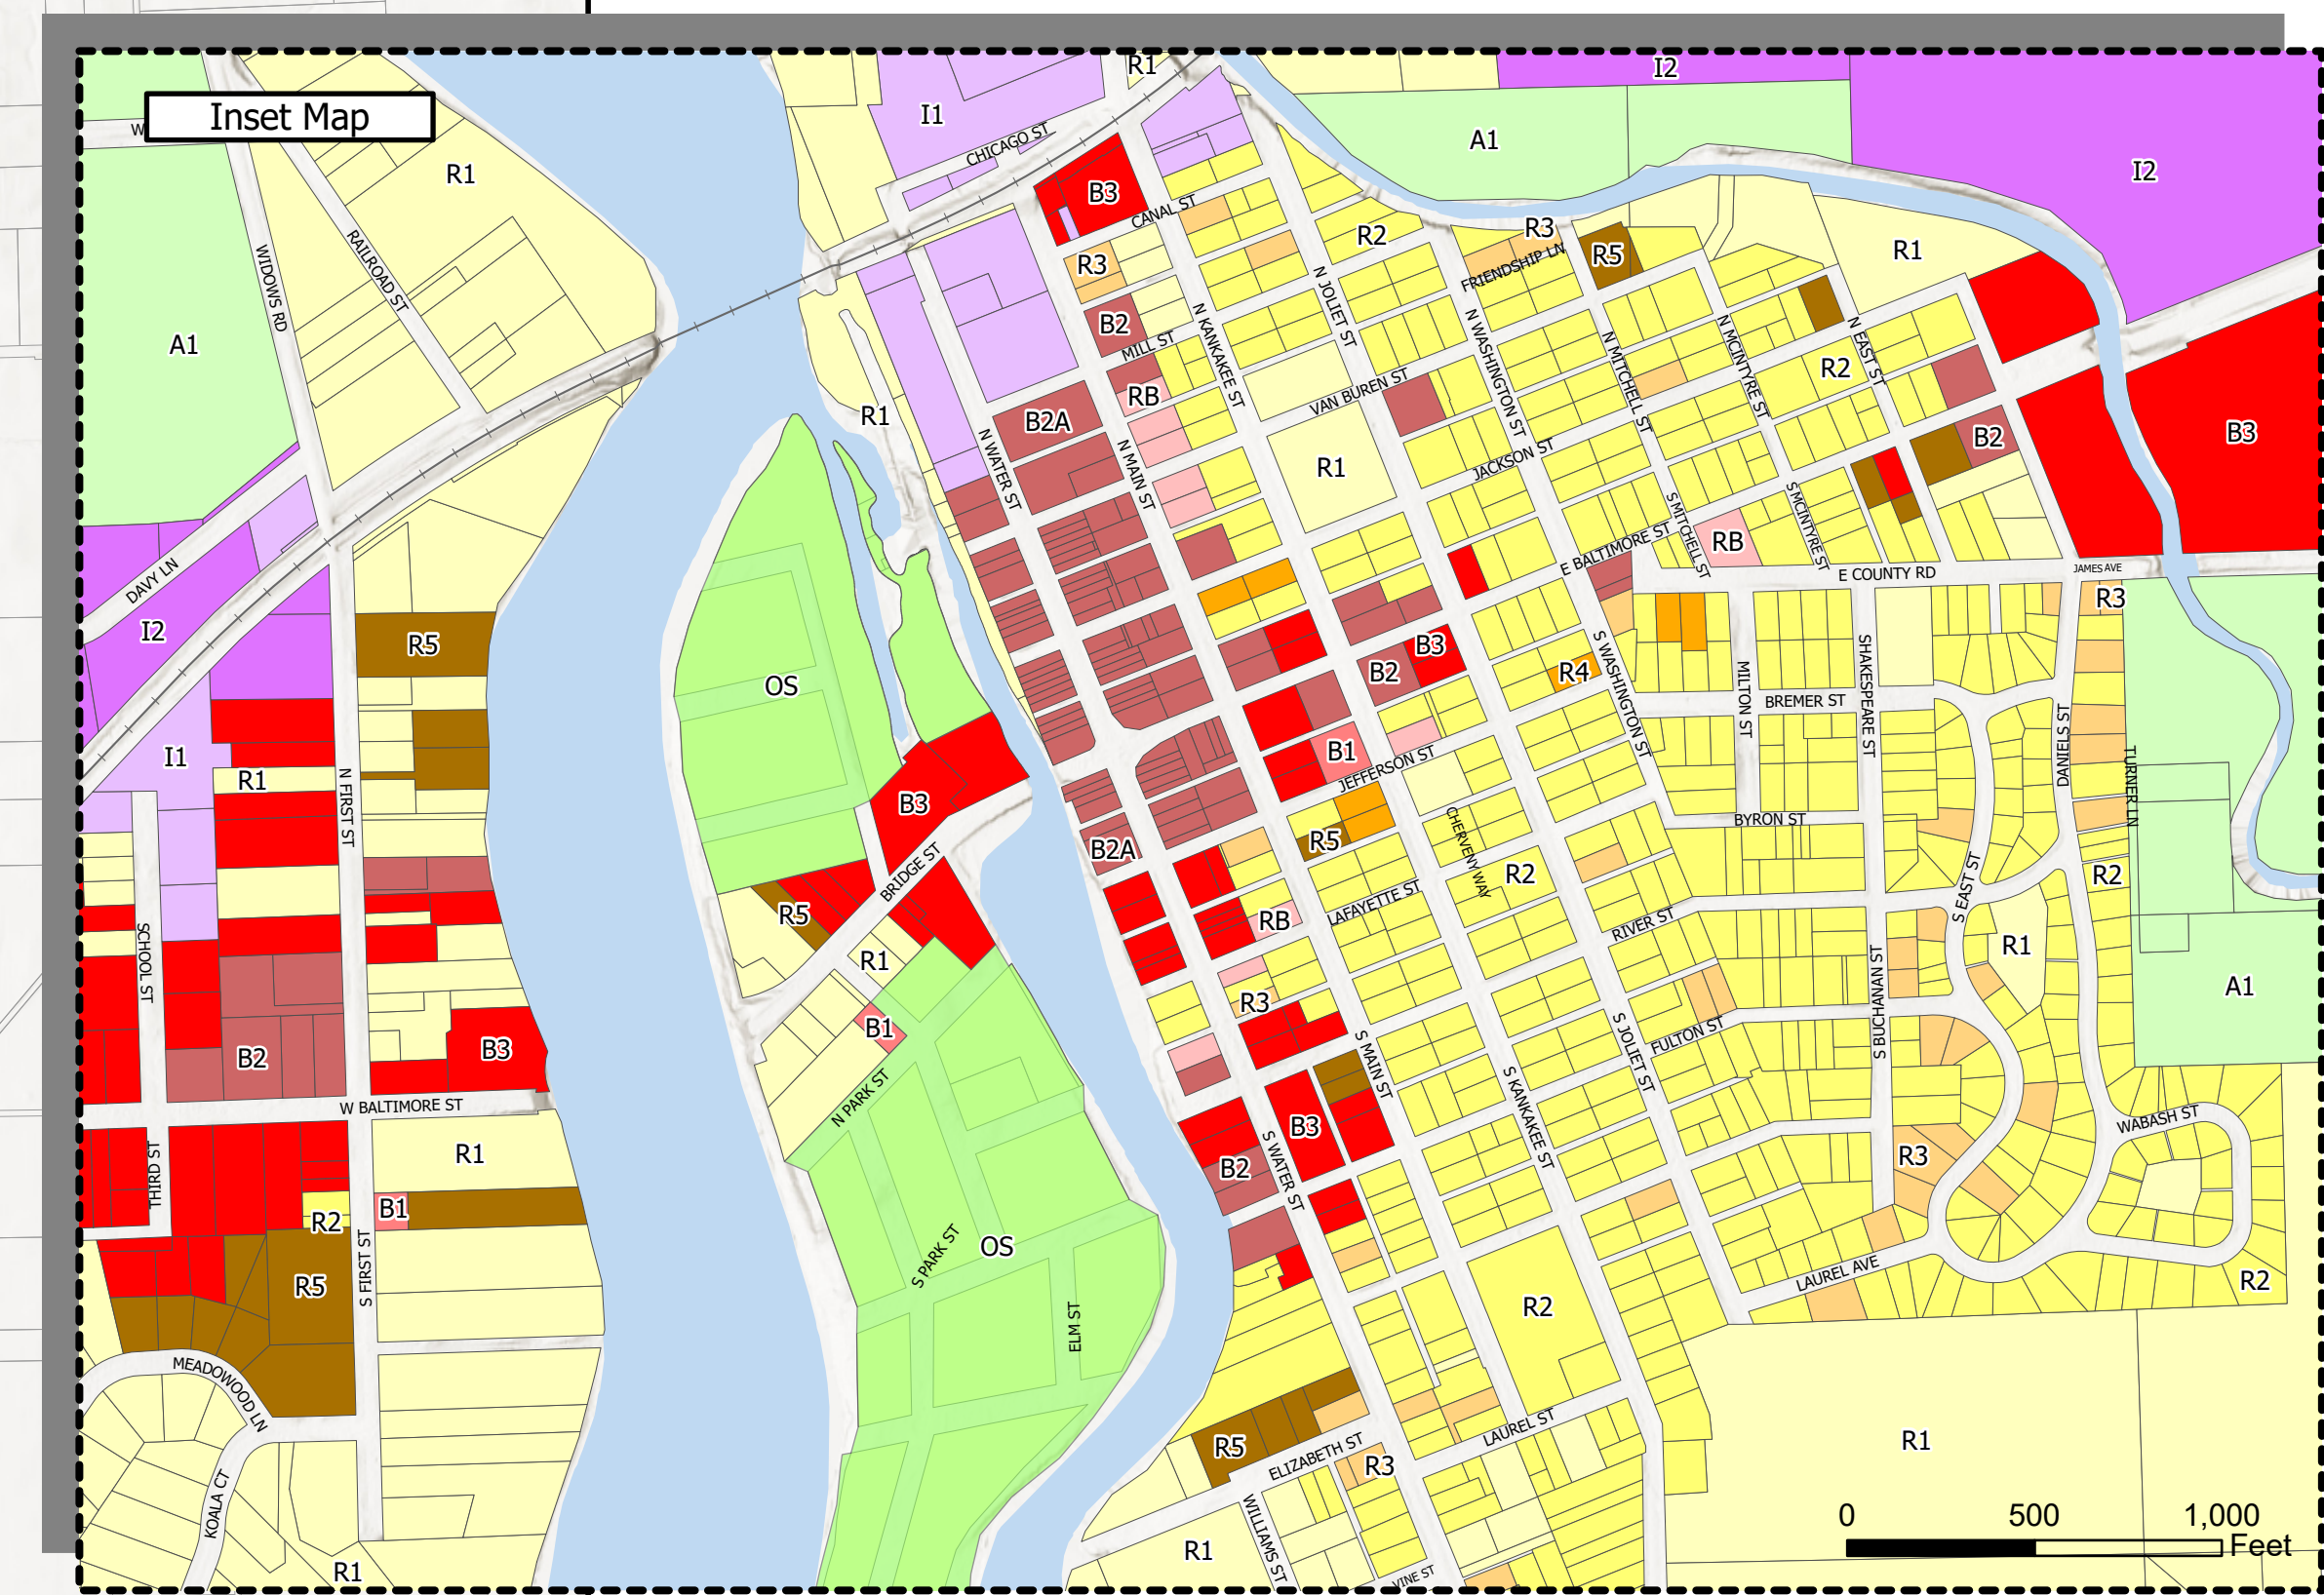 R1
I2
I1
Inset Map
W
A1
CHICAGO ST
R1
I2
B3
CANAL ST
R3
R2
R5
R1
WIDOWS RD
RAILROAD ST
R3
FRIENDSHIP LN
N JOLIET ST
B2
MILL ST
N KANKAKEE ST
N WASHINGTON ST
N MITCHELL ST
N MCINTYRE ST
N EAST ST
A1
R2
RB
VAN BUREN ST
R1
B2A
N WATER ST
N MAIN ST
R1
JACKSON ST
B2
B3
S MITCHELL ST
S MCINTYRE ST
E BALTIMORE ST
RB
DAVY LN
E COUNTY RD
JAMES AVE
R3
I2
R5
OS
B3
B2
R4
S WASHINGTON ST
MILTON ST
BREMER ST
SHAKESPEARE ST
DANIELS ST
TURNER LN
I1
R1
N FIRST ST
B1
JEFFERSON ST
B3
BYRON ST
B2A
R5
CHERVENY WAY
BRIDGE ST
R2
R2
S EAST ST
R5
RB
LAFAYETTE ST
RIVER ST
SCHOOL ST
R1
R1
A1
R3
S BUCHANAN ST
B1
B2
B3
S MAIN ST
S JOLIET ST
FULTON ST
N PARK ST
W BALTIMORE ST
R1
B3
S WATER ST
S KANKAKEE ST
WABASH ST
THIRD ST
B2
R3
B1
R2
S FIRST ST
S PARK ST
OS
R5
ELM ST
LAUREL AVE
R2
R2
MEADOWOOD LN
R5
ELIZABETH ST
LAUREL ST
R1
R3
KOALA CT
WILLIAMS ST
R1
R1
VINE ST
0 500 1,000
Feet